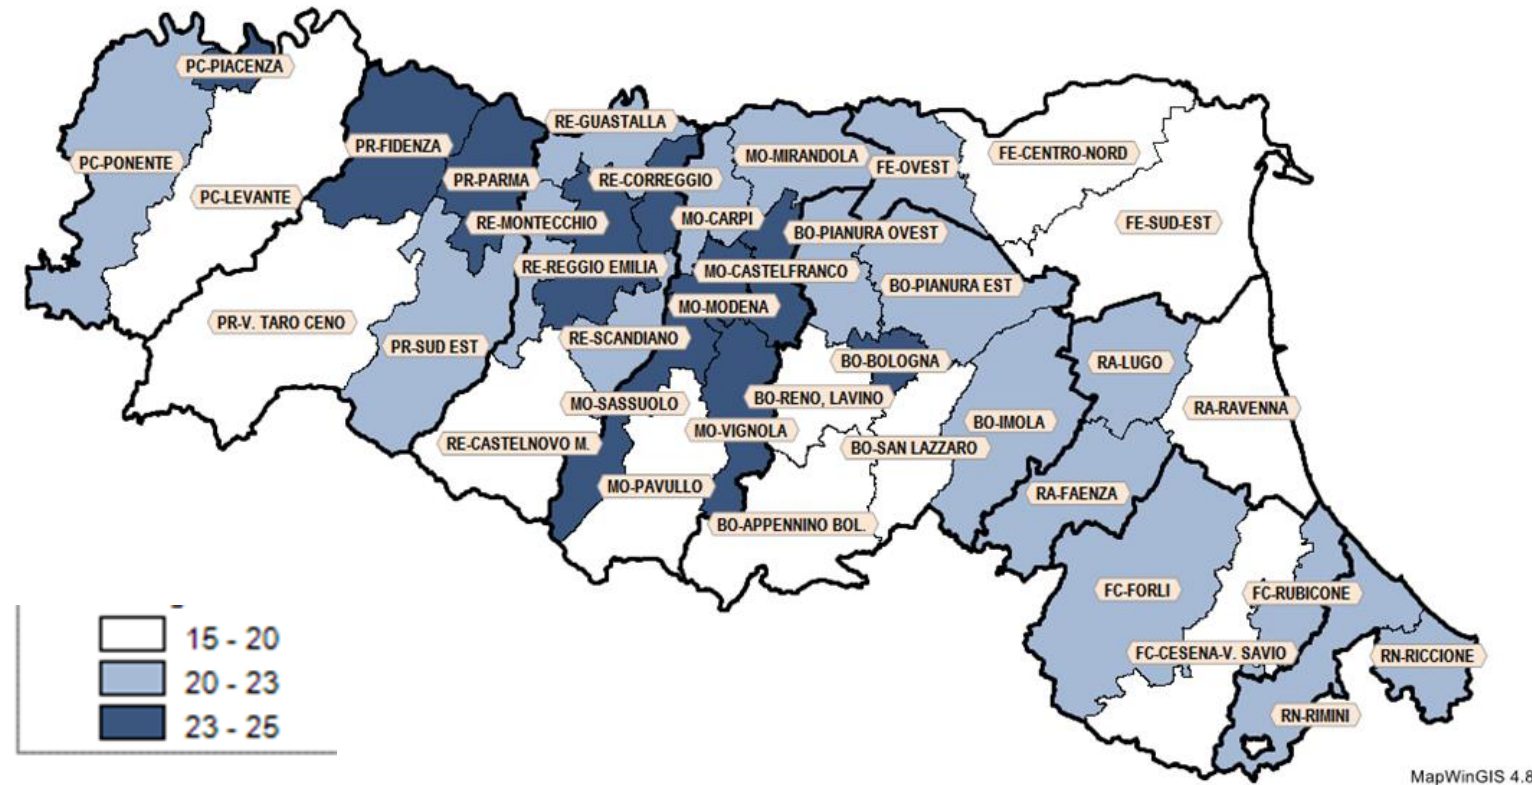 PC-PIACENZA
RE-GUASTALLA
PR-FIDENZA
FE-CENTRO-NORD
MO-MIRANDOLA
PC-PONENTE
FE-OVEST
PR-PARMA
RE-CORREGGIO
PC-LEVANTE
MO-CARPI
RE-MONTECCHIO
FE-SUD-EST
BO-PIANURA OVEST
RE-REGGIO EMILIA
MO-CASTELFRANCO
BO-PIANURA EST
MO-MODENA
PR-V. TARO CENO
RE-SCANDIANO
PR-SUD EST
BO-BOLOGNA
RA-LUGO
BO-RENO, LAVINO
MO-SASSUOLO
RA-RAVENNA
BO-IMOLA
MO-VIGNOLA
RE-CASTELNOVO M.
BO-SAN LAZZARO
MO-PAVULLO
RA-FAENZA
BO-APPENNINO BOL.
FC-FORLI
FC-RUBICONE
FC-CESENA-V. SAVIO
RN-RICCIONE
RN-RIMINI
15 - 20
20 - 23
23 - 25
MapWinGIS 4.8